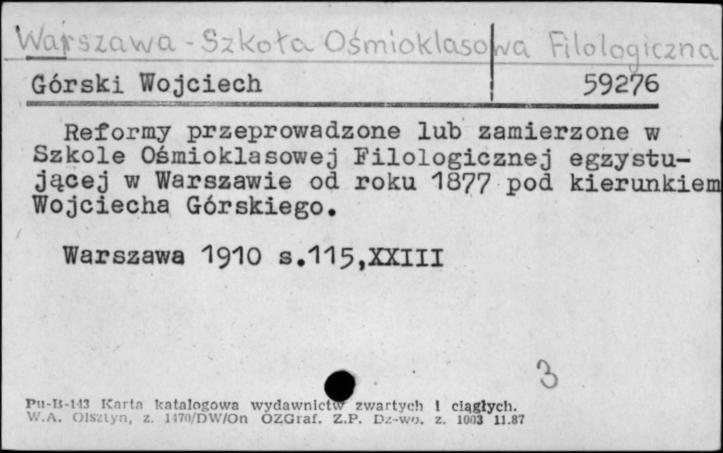 Warszawa - Szkoła Ośmioklasowa Filologiczna
Górski Wojciech 59276
Reformy przeprowadzone lub zamierzone w
Szkole Ośmioklasowej Filologicznej egzystu-
jącej w Warszawie od roku 1877 pod kierunkiem
Wojciecha Górskiego.
Warszawa 1910 s.115,XXIII
3
Pu-B-143 Karta katalogowa wydawnictw zwartych i ciągłych.
W.A. Olsztyn, z. 1470/DW/On OZGraf. Z.P. Dz-wo, z. 1003 11.87